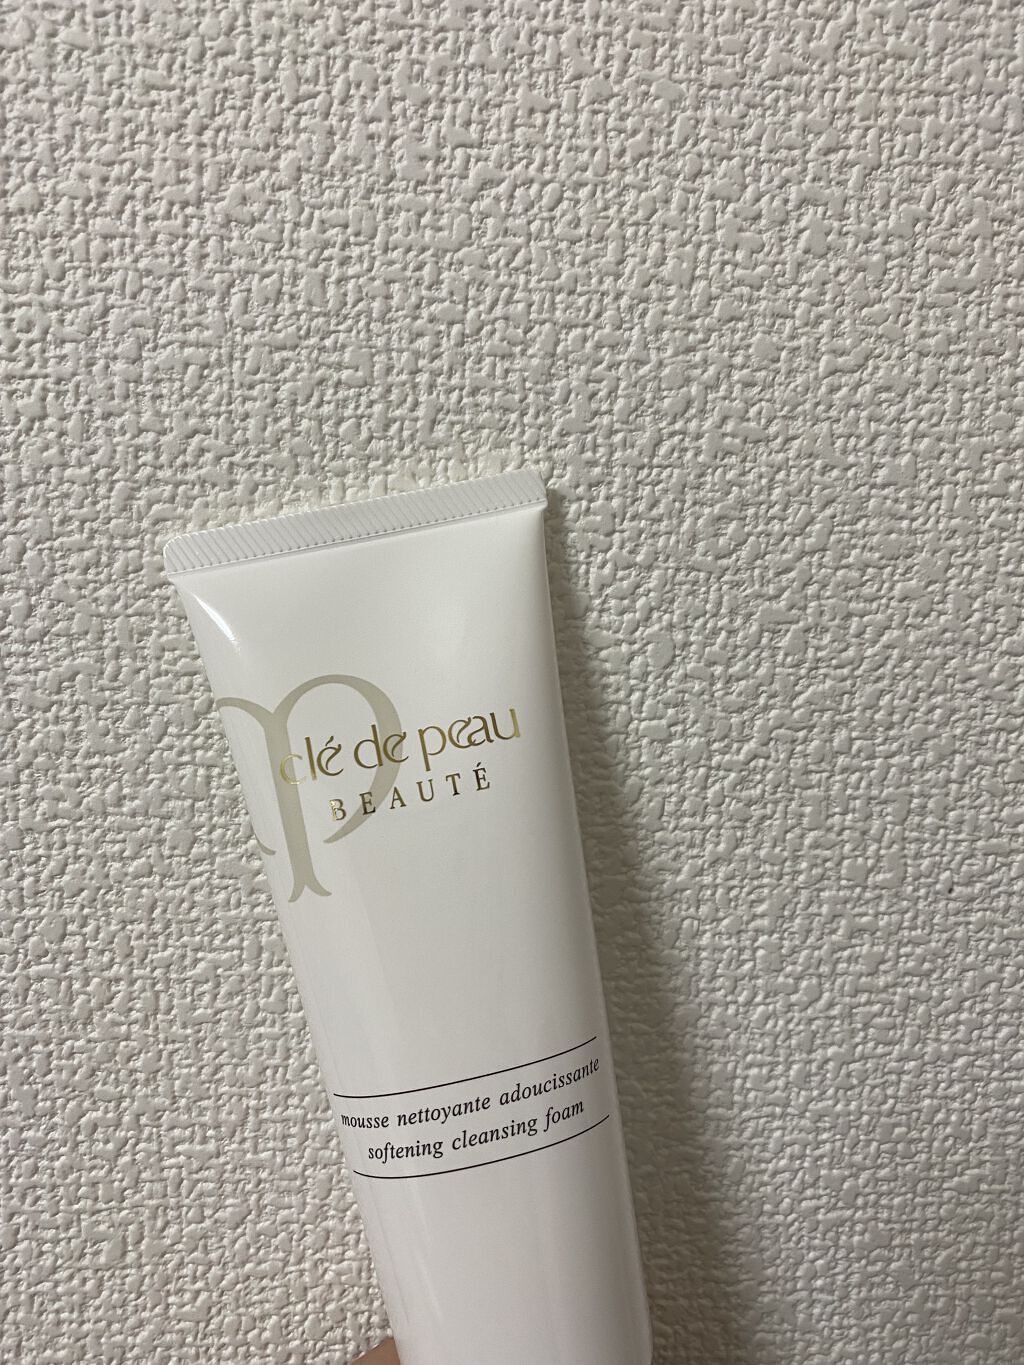 clé de peau
BEAUTÉ
mousse nettoyante adoucissante
softening cleansing foam